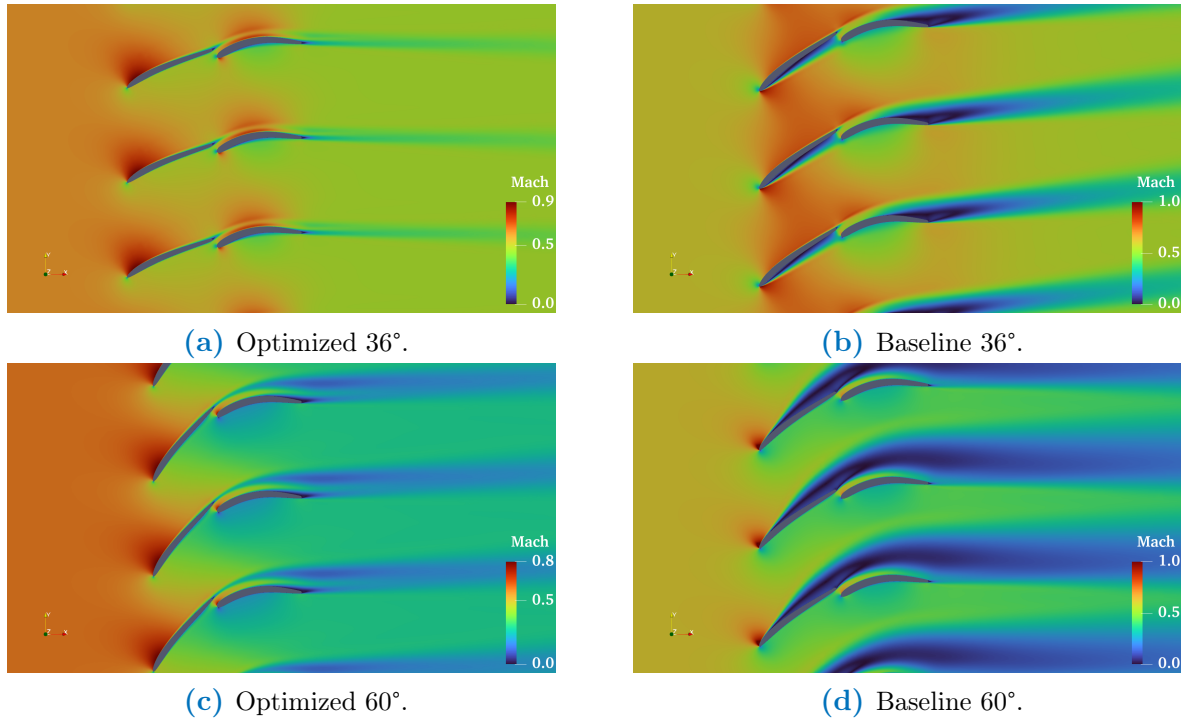 Mach
0.9
0.5
0.0
Y
Z X
(a) Optimized 36°.
Mach
1.0
0.5
0.0
Y
Z X
(b) Baseline 36°.
Mach
0.8
0.5
0.0
Y
Z X
(c) Optimized 60°.
Mach
1.0
0.5
0.0
Y
Z X
(d) Baseline 60°.